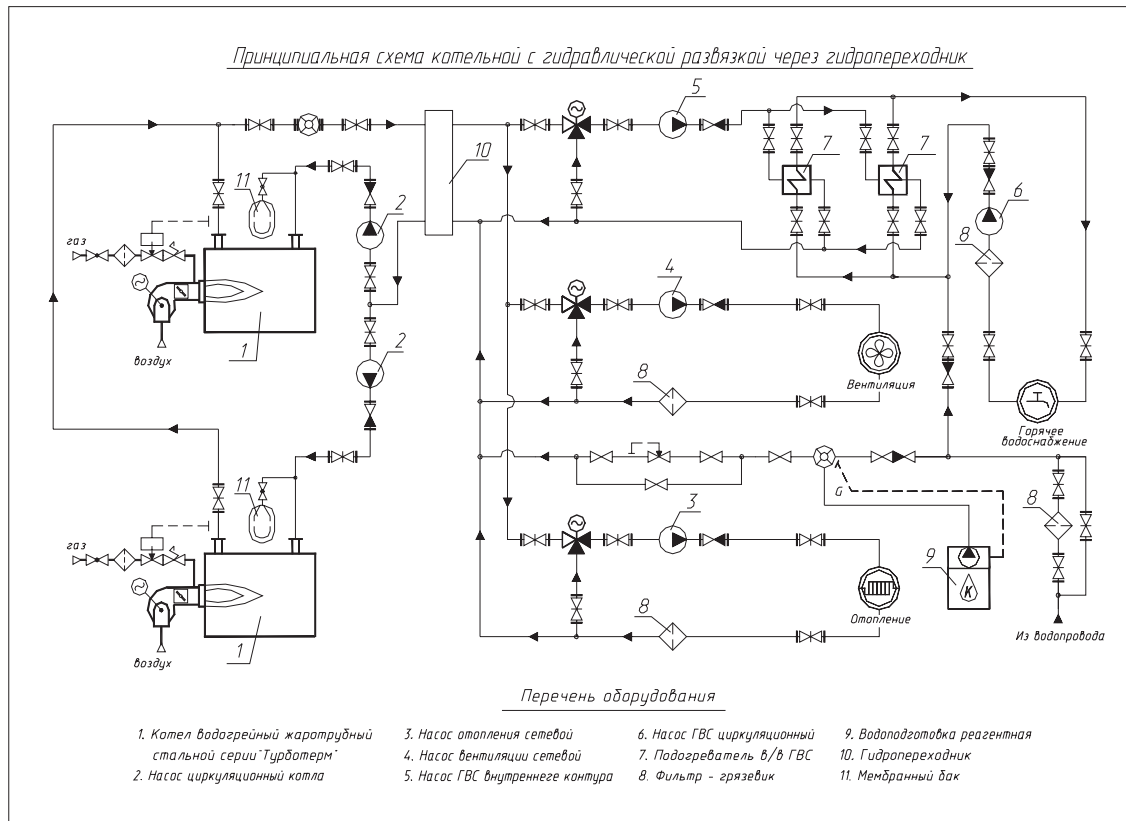 Принципиальная схема котельной с гидравлической развязкой через гидропереходник
5
10
7
7
11
2
6
газ
8
4
1
воздух
2
8
Вентиляция
Горячее
водоснабжение
11
G
8
3
газ
9
К
8
Отопление
1
воздух
Из водопровода
Перечень оборудования
1. Котел водогрейный жаротрубный
стальной серии "Турботерм"
2. Насос циркуляционный котла
3. Насос отопления сетевой
4. Насос вентиляции сетевой
5. Насос ГВС внутреннеге контура
6. Насос ГВС циркуляционный
7. Подогреватель в/в ГВС
8. Фильтр - грязевик
9. Водоподготовка реагентная
10. Гидропереходник
11. Мембранный бак